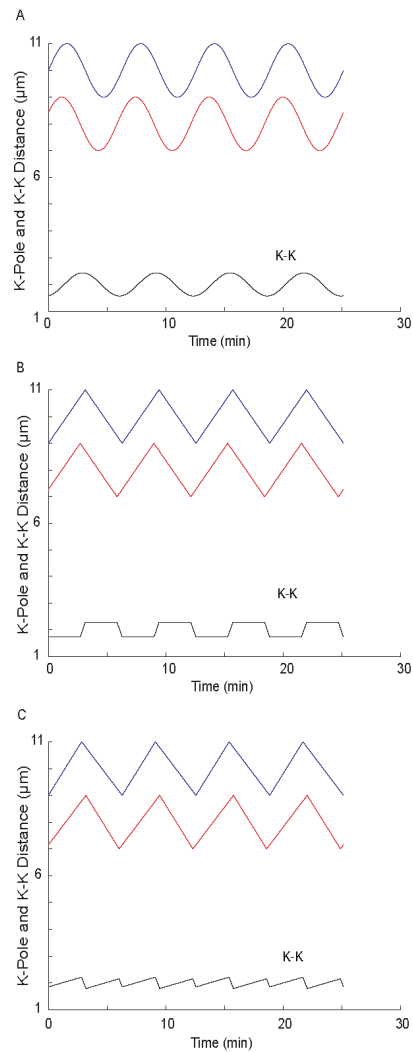 A
K-Pole and K-K Distance (µm)
11
6
1
K-K
0
10
20
30
Time (min)
B
K-Pole and K-K Distance (µm)
11
6
1
K-K
0
10
20
30
Time (min)
C
K-Pole and K-K Distance (µm)
11
6
1
K-K
0
10
20
30
Time (min)